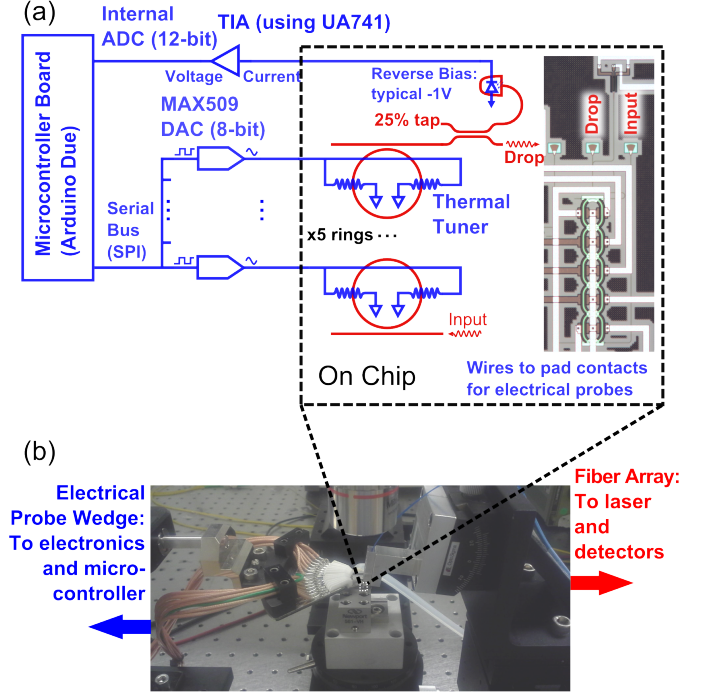 (a)
Internal
ADC (12-bit)
TIA (using UA741)
Voltage
Current
Microcontroller Board
(Arduino Due)
MAX509
DAC (8-bit)
Serial
Bus
(SPI)
Reverse Bias:
typical -1V
25% tap
Drop
Thermal
Tuner
x5 rings
Input
On Chip
Drop
Input
Wires to pad contacts
for electrical probes
(b)
Electrical
Probe Wedge:
To electronics
and micro-
controller
Fiber Array:
To laser
and
detectors